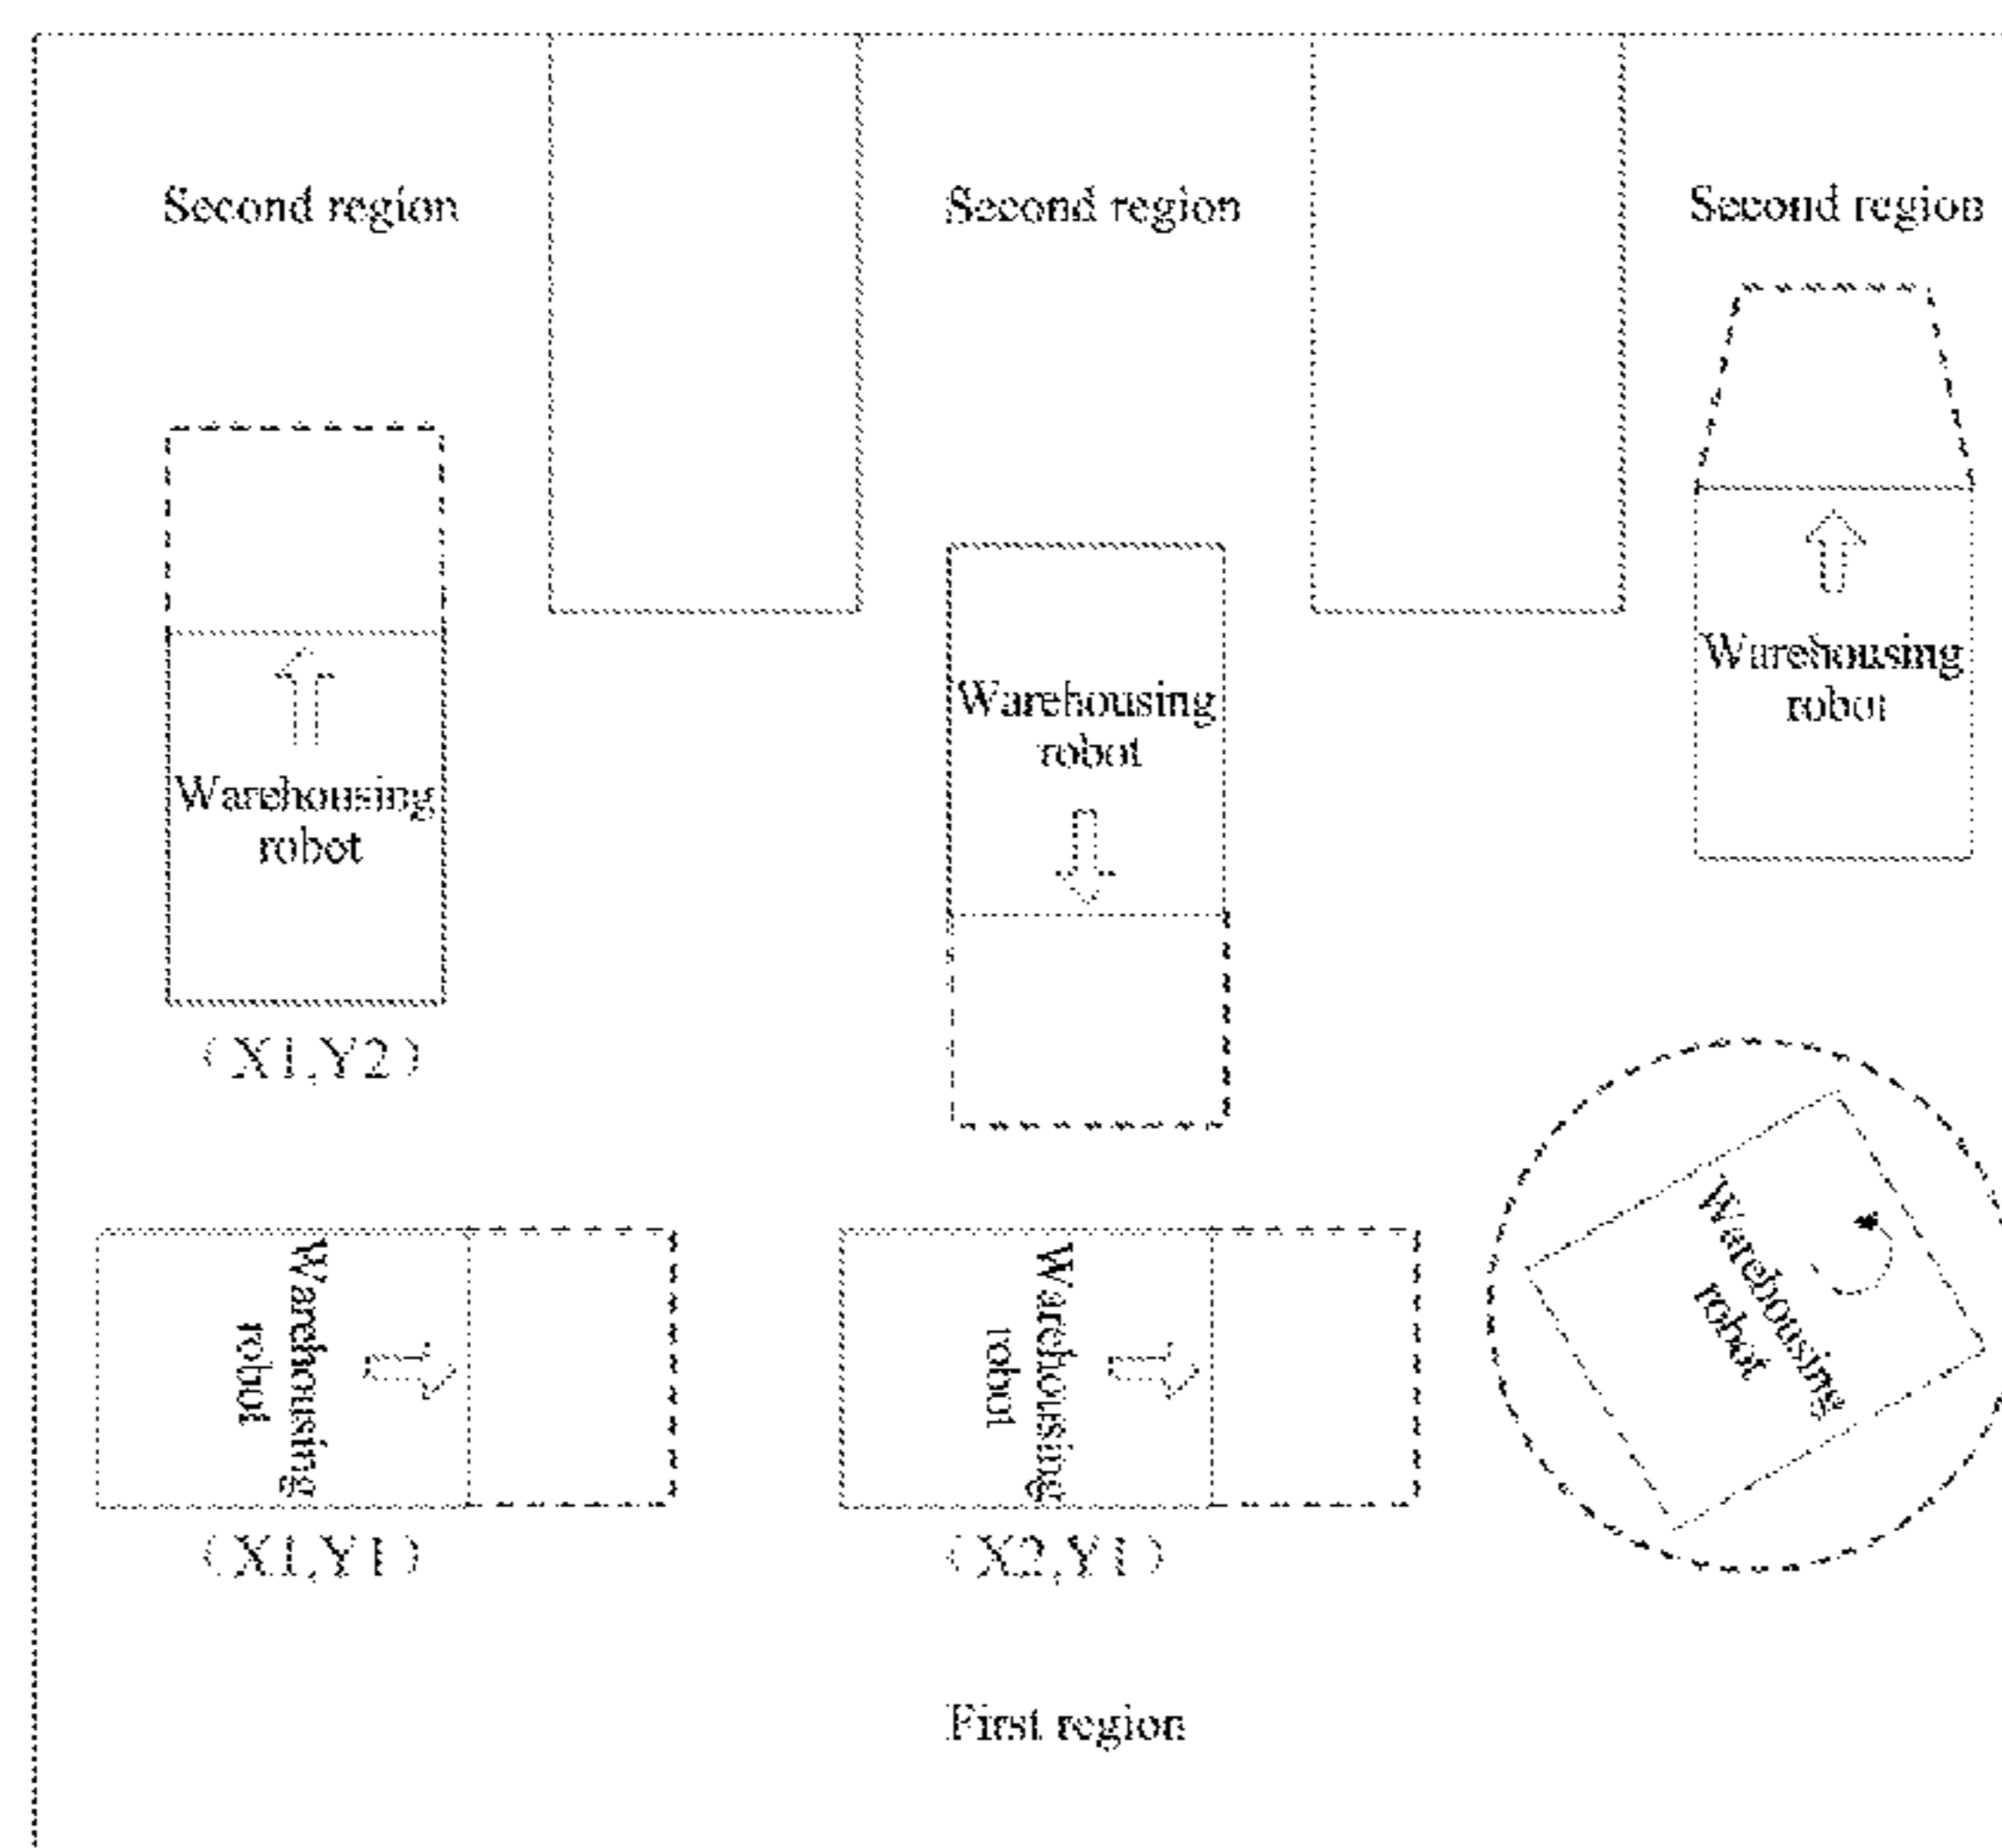 Second region
Second region
Second region
Warehousing
robot
(X1,Y2)
Warehousing
robot
Warehousing
robot
Warehousing
robot
(X1,Y1)
Warehousing
robot
(X2,Y1)
Warehousing
robot
First region